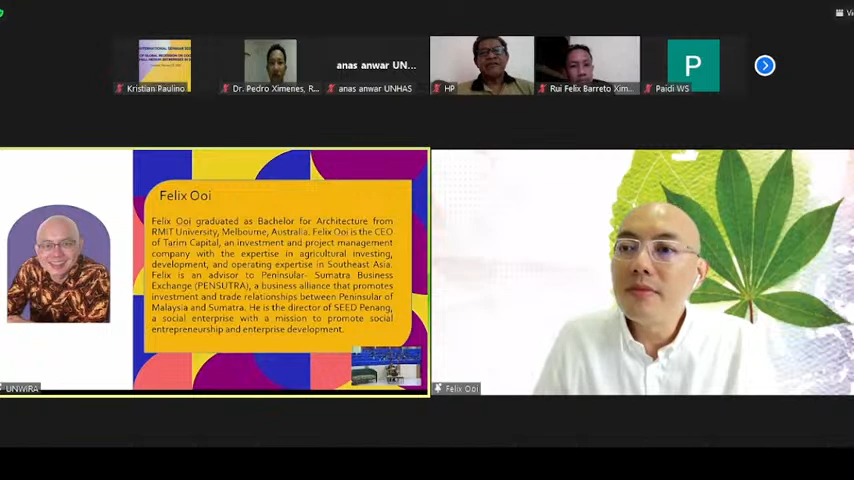 Vi
INTERNATIONAL SEMINAR
Kristian Paulino
Dr. Pedro Ximenes, R...
anas anwar UN...
anas anwar UNHAS
HP
Rui Felix Barreto Xim...
P
Paidi WS
Felix Ooi
Felix Ooi graduated as Bachelor for Architecture from
RMIT University, Melbourne, Australia. Felix Ooi is the CEO
of Tarim Capital, an investment and project management
company with the expertise in agricultural investing,
development, and operating expertise in Southeast Asia.
Felix is an advisor to Peninsular- Sumatra Business
Exchange (PENSUTRA), a business alliance that promotes
investment and trade relationships between Peninsular of
Malaysia and Sumatra. He is the director of SEED Penang,
a social enterprise with a mission to promote social
entrepreneurship and enterprise development.
UNWIRA
Felix Ooi